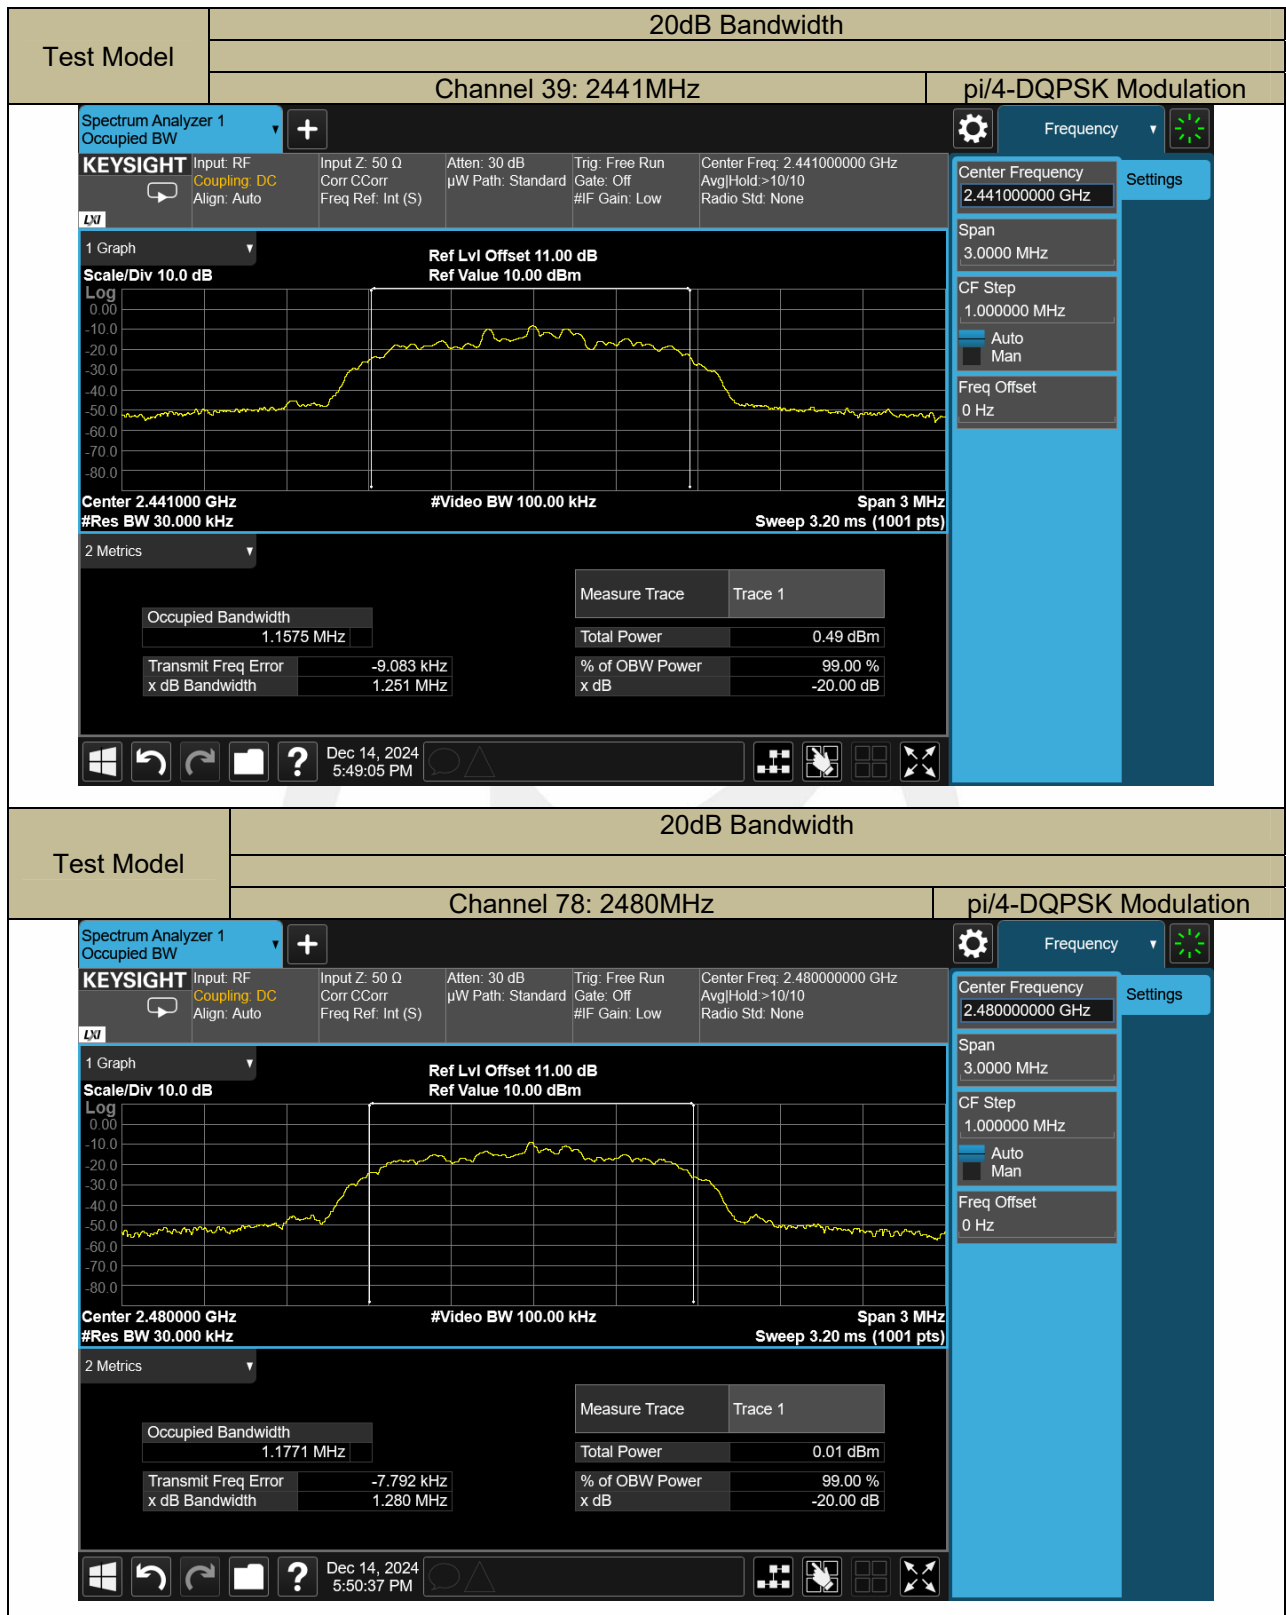 20dB Bandwidth
Test Model
Channel 39: 2441MHz
pi/4-DQPSK Modulation
Spectrum Analyzer 1
Occupied BW
Frequency
KEYSIGHT
LXI
Input: RF
Coupling: DC
Align: Auto
Input Z: 50 Ω
Corr CCorr
Freq Ref: Int (S)
Atten: 30 dB
µW Path: Standard
Trig: Free Run
Gate: Off
#IF Gain: Low
Center Freq: 2.441000000 GHz
Avg|Hold:>10/10
Radio Std: None
Center Frequency
2.441000000 GHz
Settings
Span
3.0000 MHz
CF Step
1.000000 MHz
Auto
Man
Freq Offset
0 Hz
1 Graph
Scale/Div 10.0 dB
Ref Lvl Offset 11.00 dB
Ref Value 10.00 dBm
Log
0.00
-10.0
-20.0
-30.0
-40.0
-50.0
-60.0
-70.0
-80.0
Center 2.441000 GHz
#Video BW 100.00 kHz
Span 3 MHz
#Res BW 30.000 kHz
Sweep 3.20 ms (1001 pts)
2 Metrics
Measure Trace Trace 1
Occupied Bandwidth
1.1575 MHz
Total Power 0.49 dBm
Transmit Freq Error -9.083 kHz
% of OBW Power 99.00 %
x dB Bandwidth 1.251 MHz
x dB -20.00 dB
?
Dec 14, 2024
5:49:05 PM
20dB Bandwidth
Test Model
Channel 78: 2480MHz
pi/4-DQPSK Modulation
Spectrum Analyzer 1
Occupied BW
Frequency
KEYSIGHT
LXI
Input: RF
Coupling: DC
Align: Auto
Input Z: 50 Ω
Corr CCorr
Freq Ref: Int (S)
Atten: 30 dB
µW Path: Standard
Trig: Free Run
Gate: Off
#IF Gain: Low
Center Freq: 2.480000000 GHz
Avg|Hold:>10/10
Radio Std: None
Center Frequency
2.480000000 GHz
Settings
Span
3.0000 MHz
CF Step
1.000000 MHz
Auto
Man
Freq Offset
0 Hz
1 Graph
Scale/Div 10.0 dB
Ref Lvl Offset 11.00 dB
Ref Value 10.00 dBm
Log
0.00
-10.0
-20.0
-30.0
-40.0
-50.0
-60.0
-70.0
-80.0
Center 2.480000 GHz
#Video BW 100.00 kHz
Span 3 MHz
#Res BW 30.000 kHz
Sweep 3.20 ms (1001 pts)
2 Metrics
Measure Trace Trace 1
Occupied Bandwidth
1.1771 MHz
Total Power 0.01 dBm
Transmit Freq Error -7.792 kHz
% of OBW Power 99.00 %
x dB Bandwidth 1.280 MHz
x dB -20.00 dB
?
Dec 14, 2024
5:50:37 PM